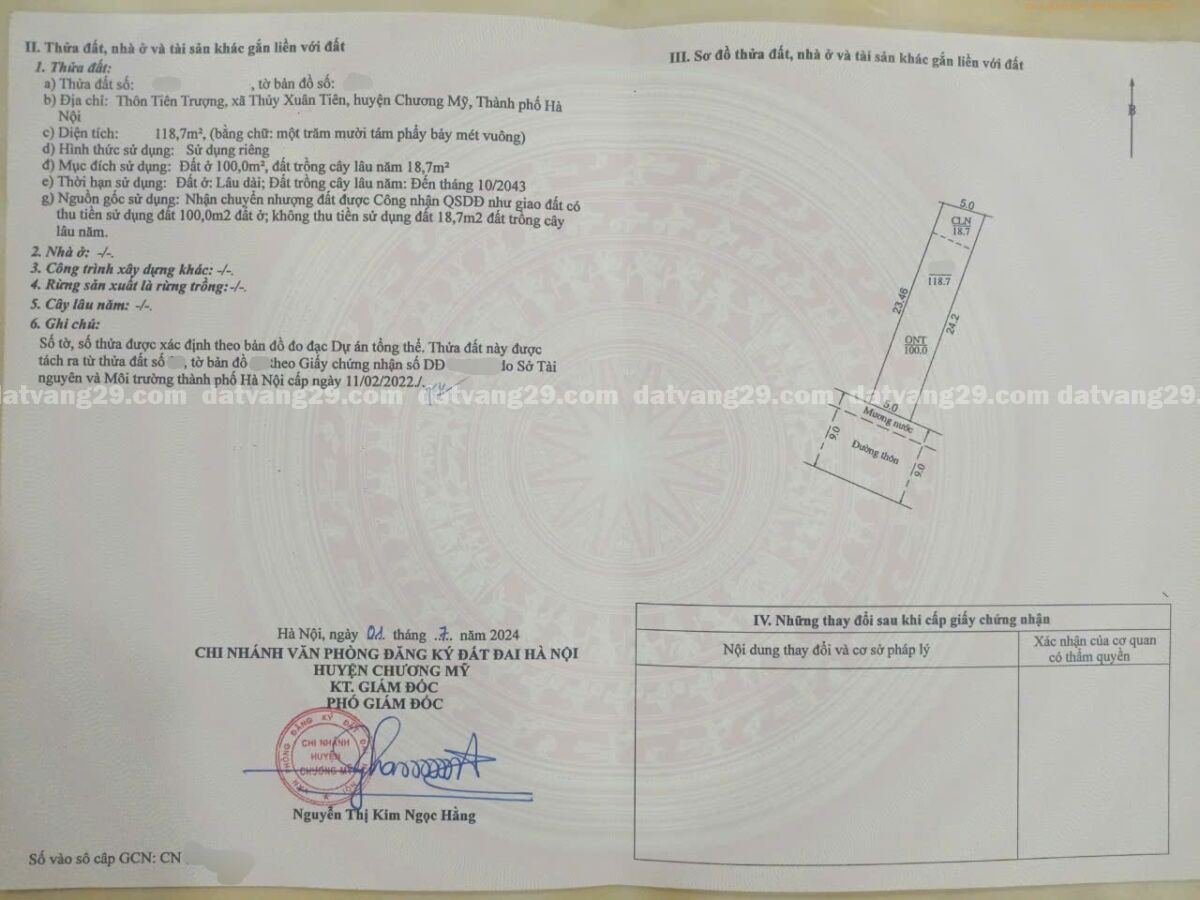 II. Thửa đất, nhà ở và tài sản khác gắn liền với đất
1. Thửa đất:
a) Thửa đất số: , tờ bản đồ số:
b) Địa chỉ: Thôn Tiên Trượng, xã Thủy Xuân Tiên, huyện Chương Mỹ, Thành phố Hà
Nội
c) Diện tích: 118,7m², (bằng chữ: một trăm mười tám phẩy bảy mét vuông)
d) Hình thức sử dụng: Sử dụng riêng
đ) Mục đích sử dụng: Đất ở 100,0m², đất trồng cây lâu năm 18,7m²
e) Thời hạn sử dụng: Đất ở: Lâu dài; Đất trồng cây lâu năm: Đến tháng 10/2043
g) Nguồn gốc sử dụng: Nhận chuyển nhượng đất được Công nhận QSDĐ như giao đất có
thu tiền sử dụng đất 100,0m2 đất ở; không thu tiền sử dụng đất 18,7m2 đất trồng cây
lâu năm.
2. Nhà ở: -/-.
3. Công trình xây dựng khác: -/-.
4. Rừng sản xuất là rừng trồng:-/-.
5. Cây lâu năm: -/-.
6. Ghi chú:
Số tờ, số thửa được xác định theo bản đồ đo đạc Dự án tổng thể. Thửa đất này được
tách ra từ thửa đất số , tờ bản đồ theo Giấy chứng nhận số DĐ do Sở Tài
nguyên và Môi trường thành phố Hà Nội cấp ngày 11/02/2022./.
datvang29.com datvang29.com datvang29.com datvang29.com datvang29.com datvang29.
Hà Nội, ngày 01 tháng .7. năm 2024
CHI NHÁNH VĂN PHÒNG ĐĂNG KÝ ĐẤT ĐAI HÀ NỘI
HUYỆN CHƯƠNG MỸ
KT. GIÁM ĐỐC
PHÓ GIÁM ĐỐC
VĂN PHÒNG ĐĂNG KÝ ĐẤT ĐAI HÀ NỘI
CHI NHÁNH
HUYỆN
CHƯƠNG MỸ
Nguyễn Thị Kim Ngọc Hằng
Số vào sổ cấp GCN: CN
III. Sơ đồ thửa đất, nhà ở và tài sản khác gắn liền với đất
B
5.0
CLN
18.7
118.7
23.46
24.2
ONT
100.0
5.0
Mương nước
9.0
Đường thôn
9.0
IV. Những thay đổi sau khi cấp giấy chứng nhận
Nội dung thay đổi và cơ sở pháp lý
Xác nhận của cơ quan
có thẩm quyền